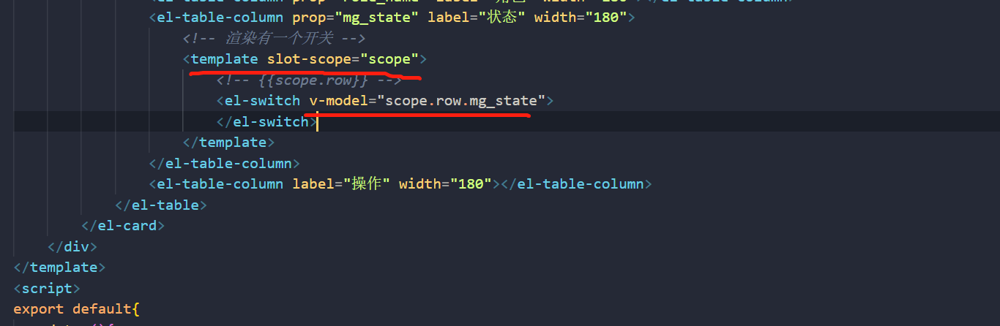 <el-table-column prop="mg_state" label="状态" width="180">
<!-- 渲染有一个开关 -->
<template slot-scope="scope">
<!-- {{scope.row}} -->
<el-switch v-model="scope.row.mg_state">
</el-switch>
</template>
</el-table-column>
<el-table-column label="操作" width="180"></el-table-column>
</el-table>
</el-card>
</div>
</template>
<script>
export default{